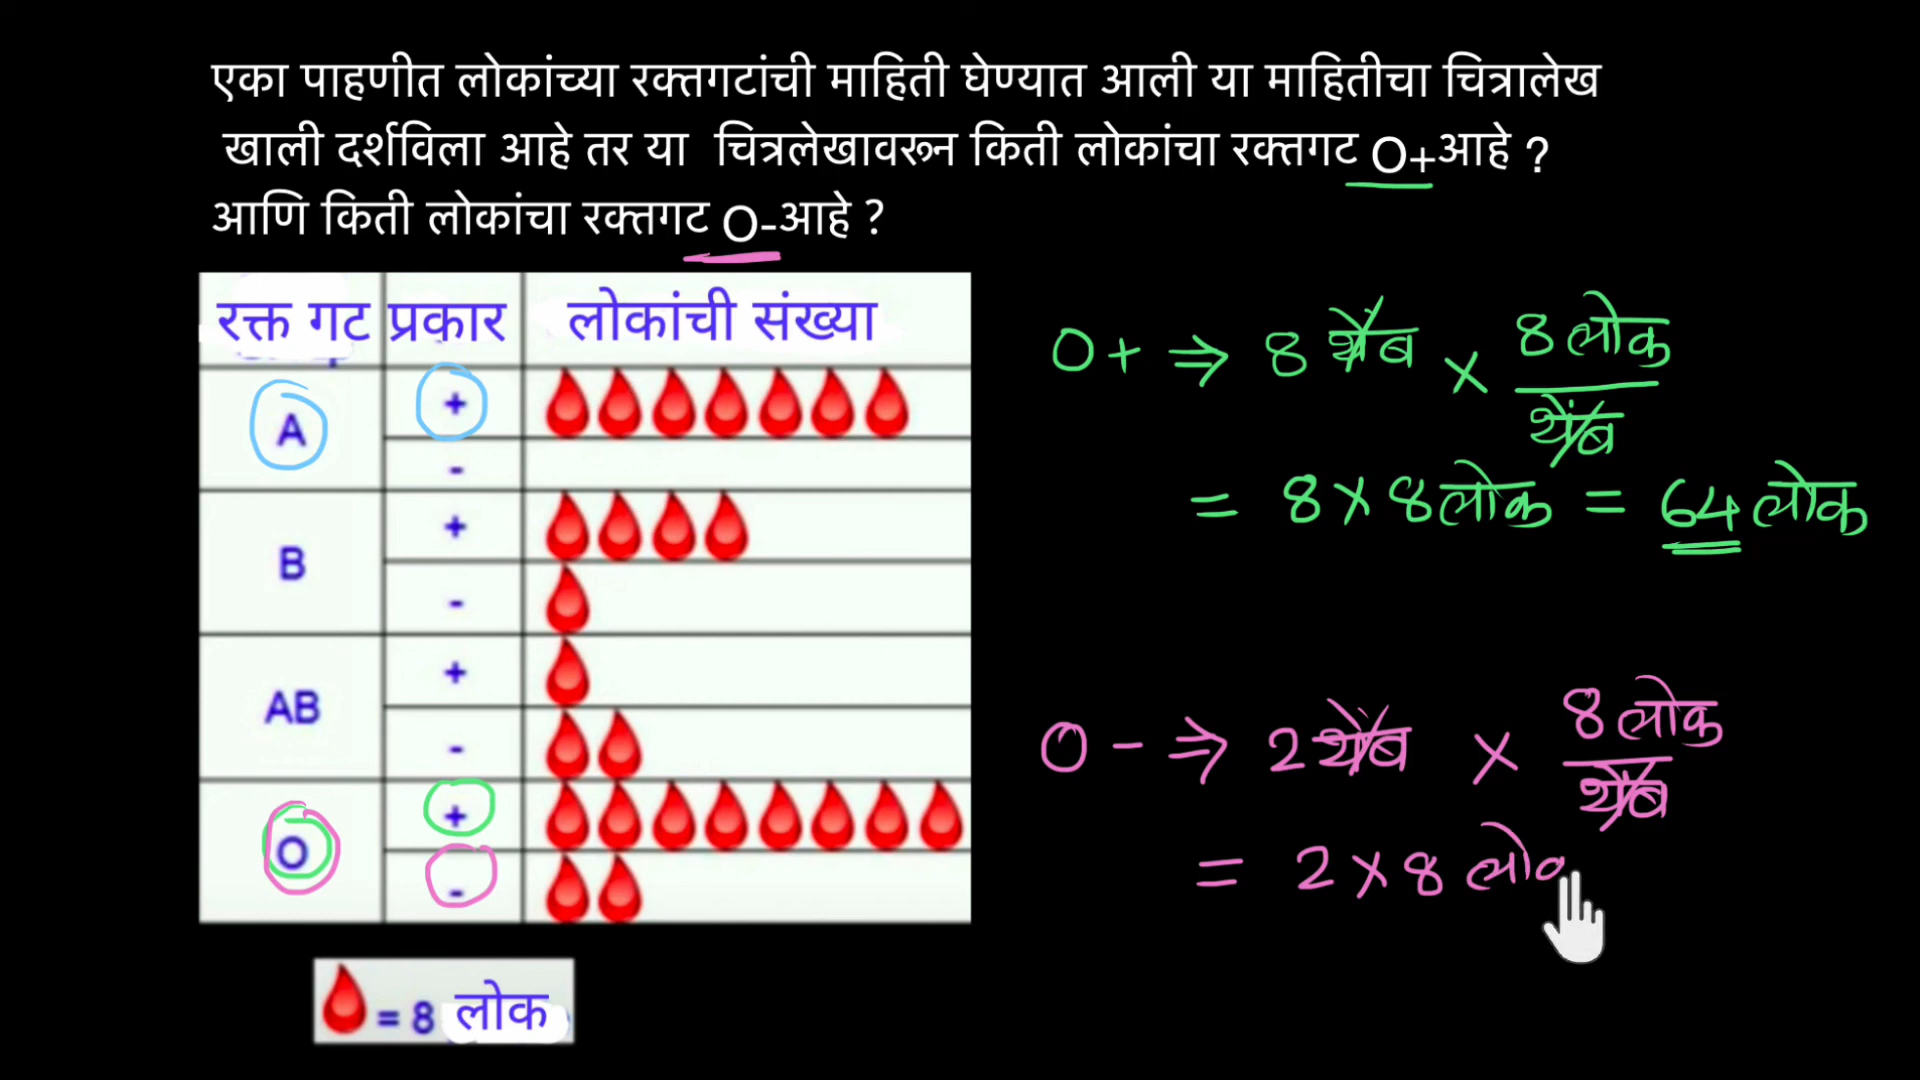 एका पाहणीत लोकांच्या रक्तगटांची माहिती घेण्यात आली या माहितीचा चित्रालेख
खाली दर्शविला आहे तर या चित्रलेखावरून किती लोकांचा रक्तगट O+आहे ?
आणि किती लोकांचा रक्तगट O-आहे ?
रक्त गट प्रकार लोकांची संख्या
A +
-
B +
-
AB +
-
O +
-
= 8 लोक
O + ⇒ 8 थेंब × 8 लोक / थेंब
= 8 × 8 लोक = 64 लोक
O - ⇒ 2 थेंब × 8 लोक / थेंब
= 2 × 8